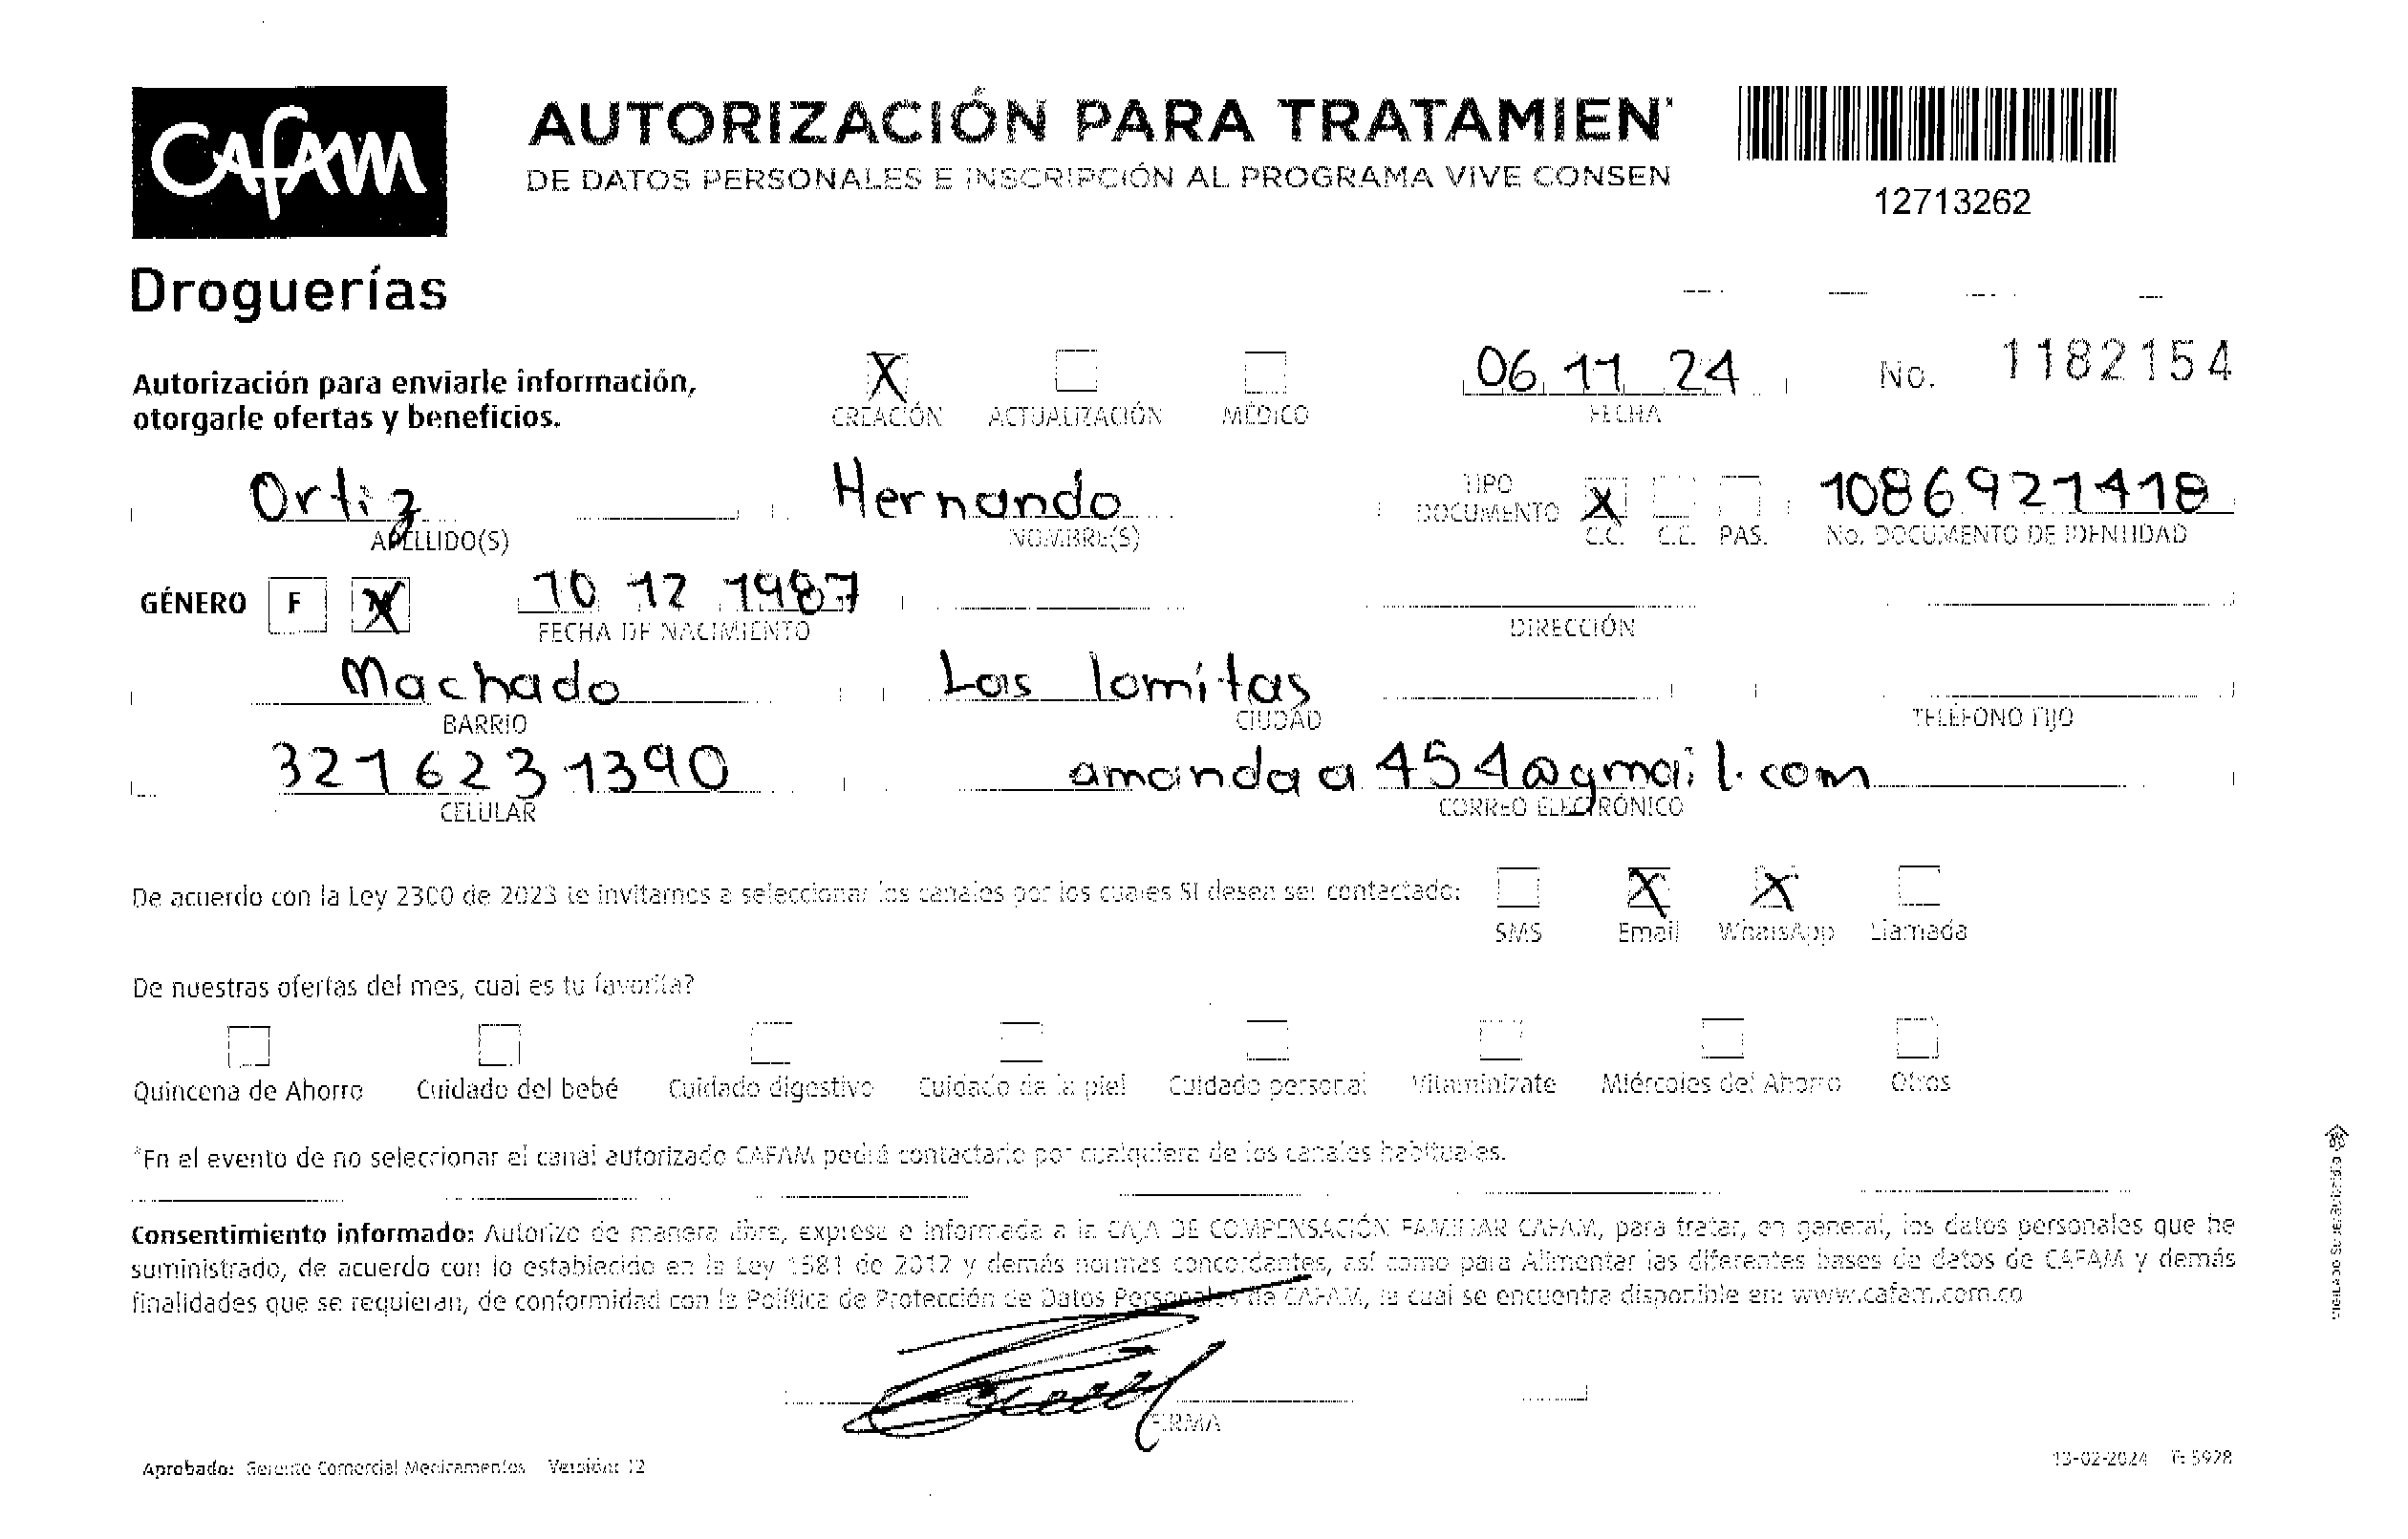 CAFAM
AUTORIZACIÓN PARA TRATAMIEN
DE DATOS PERSONALES E INSCRIPCIÓN AL PROGRAMA VIVE CONSEN
12713262
Droguerías
Autorización para enviarle información,
otorgarle ofertas y beneficios.
X X
CREACIÓN ACTUALIZACIÓN MÉDICO
06 11 24
FECHA
No. 1182154
Ortiz Hernando
APELLIDO(S) NOMBRE(S)
TIPO
DOCUMENTO X 1086921418
C.C. C.E. PAS. No. DOCUMENTO DE IDENTIDAD
GÉNERO F M X 10 12 1987
FECHA DE NACIMIENTO DIRECCIÓN
Machado Las lomitas
BARRIO CIUDAD TELÉFONO FIJO
321 623 1390 amandaa454@gmail.com
CELULAR CORREO ELECTRÓNICO
De acuerdo con la Ley 2300 de 2023 te invitamos a seleccionar los canales por los cuales SI desea ser contactado: X X
SMS Email WhatsApp Llamada
De nuestras ofertas del mes, cual es tu favorita?
Quincena de Ahorro Cuidado del bebé Cuidado digestivo Cuidado de la piel Cuidado personal Vitaminízate Miércoles del Ahorro Otros
*En el evento de no seleccionar el canal autorizado CAFAM podrá contactarlo por cualquiera de los canales habituales.
Consentimiento informado: Autorizo de manera libre, expresa e informada a la CAJA DE COMPENSACIÓN FAMILIAR CAFAM, para tratar, en general, los datos personales que he
suministrado, de acuerdo con lo establecido en la Ley 1581 de 2012 y demás normas concordantes, así como para Alimentar las diferentes bases de datos de CAFAM y demás
finalidades que se requieran, de conformidad con la Política de Protección de Datos Personales de CAFAM, la cual se encuentra disponible en: www.cafam.com.co
FIRMA
Aprobado: Gerente Comercial Medicamentos Versión: 12
13-02-2024